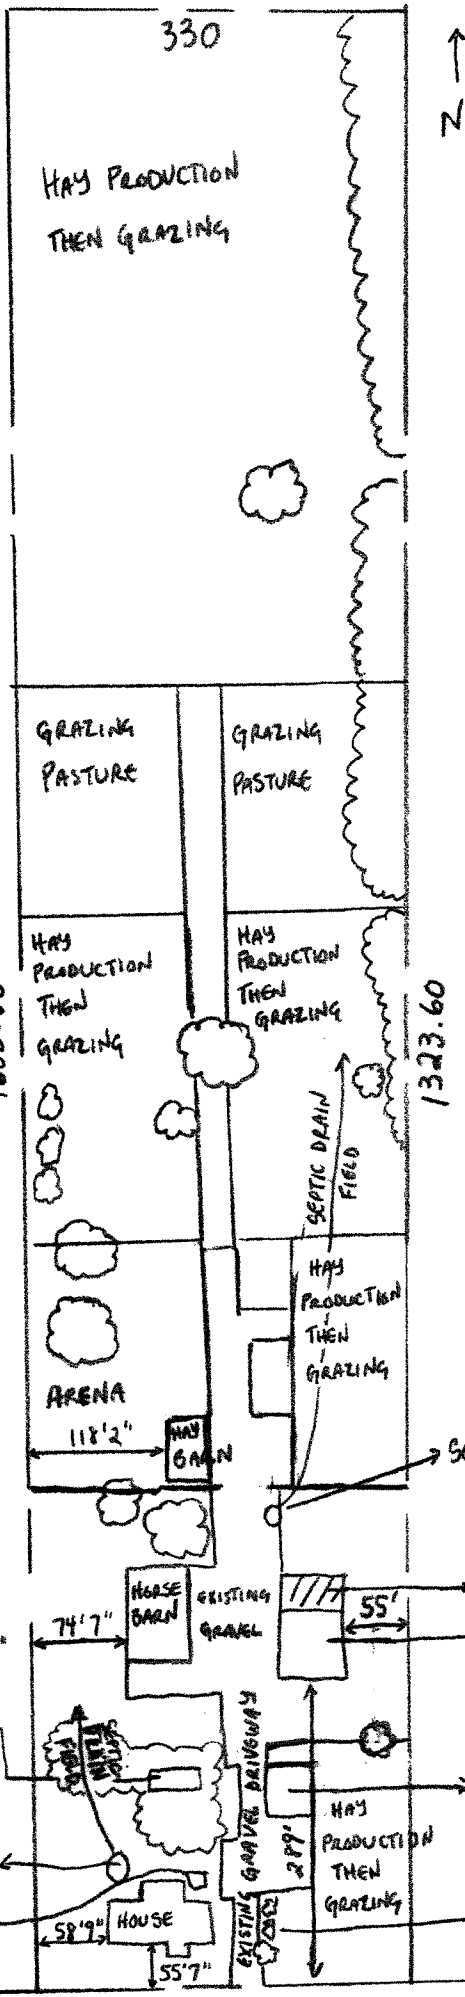 330
N
HAY PRODUCTION
THEN GRAZING
GRAZING
PASTURE
GRAZING
PASTURE
HAY
PRODUCTION
THEN
GRAZING
HAY
PRODUCTION
THEN
GRAZING
1323.60
SEPTIC DRAIN
FIELD
HAY
PRODUCTION
THEN
GRAZING
ARENA
118'2"
HAY
BARN
HORSE
BARN
EXISTING
GRAVEL
74'7"
55'
DRAIN
FIELD
EXISTING GRAVEL DRIVEWAY
289'
HAY
PRODUCTION
THEN
GRAZING
58'9"
HOUSE
55'7"